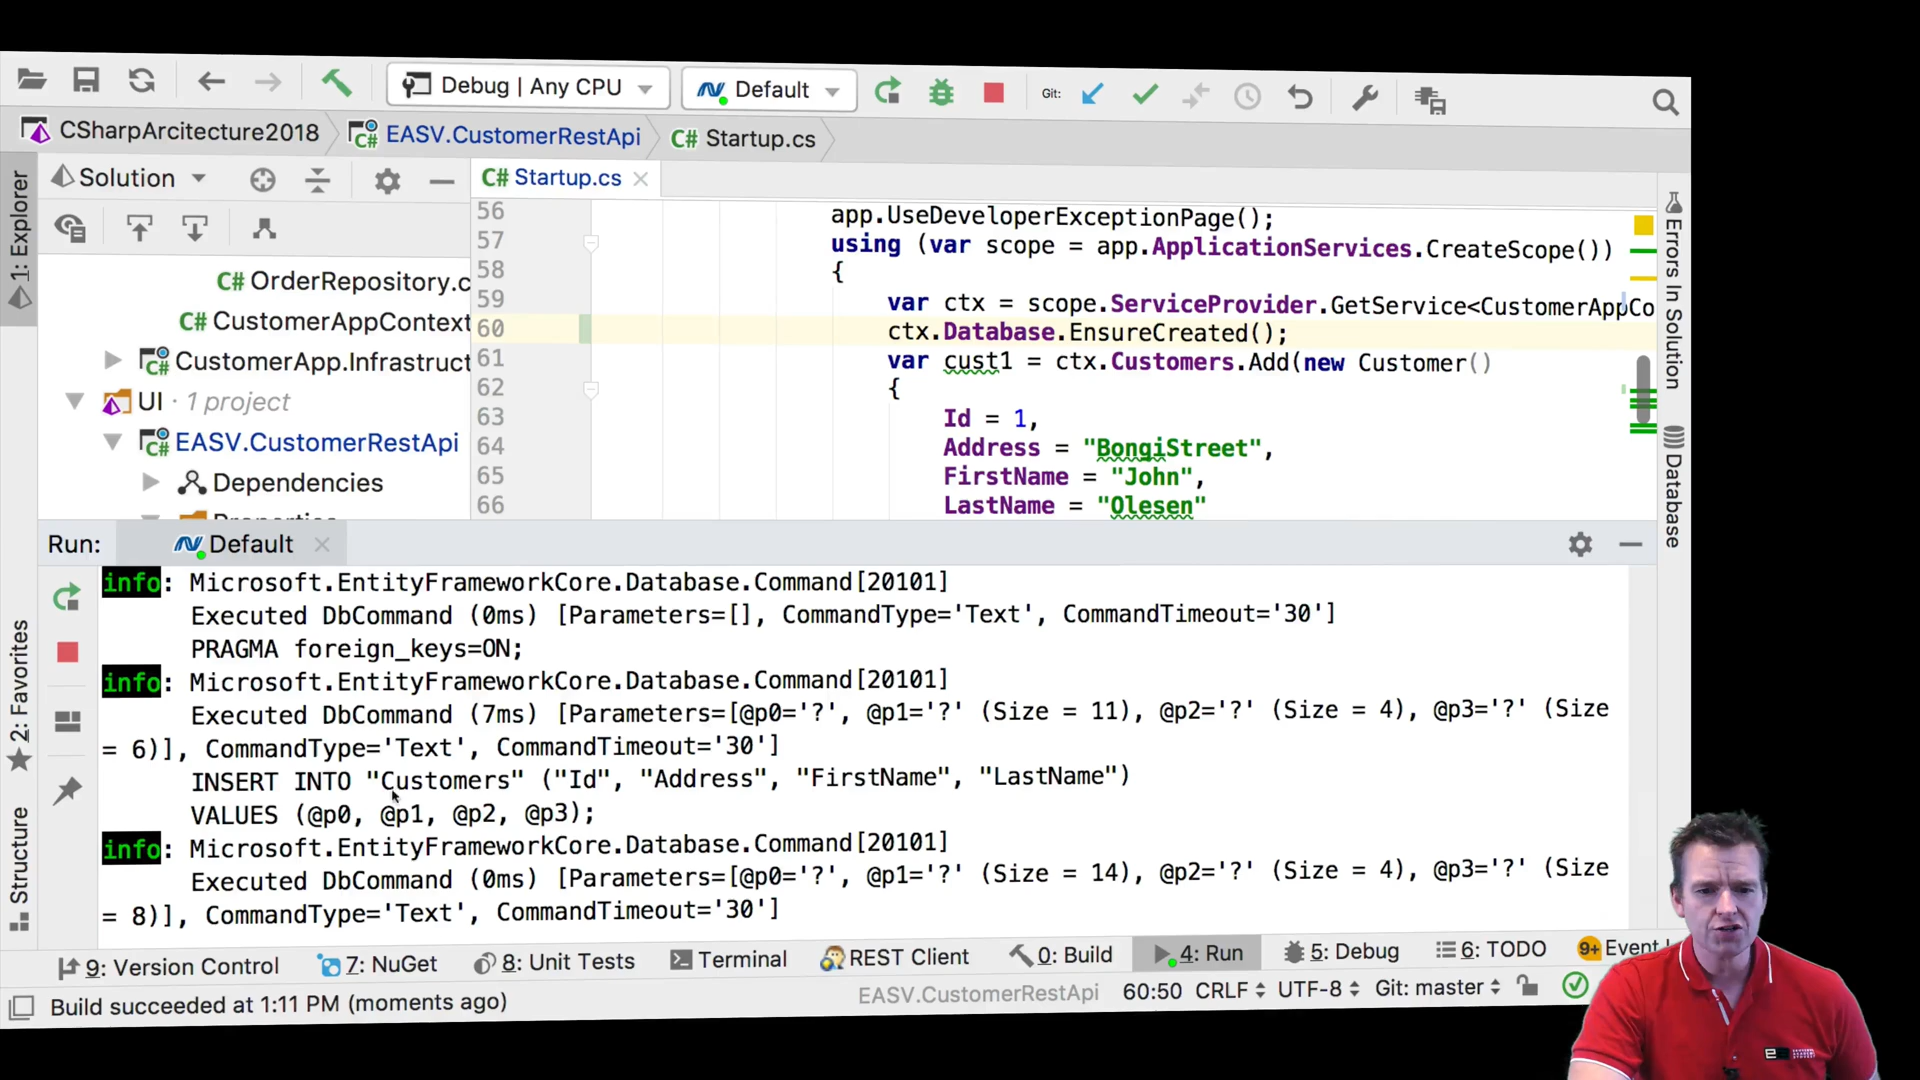 Debug | Any CPU
Default
Git:
CSharpArcitecture2018
C# EASV.CustomerRestApi
C# Startup.cs
1: Explorer
Solution
C# Startup.cs
C# OrderRepository.c
C# CustomerAppContext
C# CustomerApp.Infrastruct
UI · 1 project
C# EASV.CustomerRestApi
Dependencies
56 app.UseDeveloperExceptionPage();
57 using (var scope = app.ApplicationServices.CreateScope())
58 {
59 var ctx = scope.ServiceProvider.GetService<CustomerAppCo
60 ctx.Database.EnsureCreated();
61 var cust1 = ctx.Customers.Add(new Customer()
62 {
63 Id = 1,
64 Address = "BongiStreet",
65 FirstName = "John",
66 LastName = "Olesen"
Errors In Solution
Database
Run: Default
info: Microsoft.EntityFrameworkCore.Database.Command[20101]
Executed DbCommand (0ms) [Parameters=[], CommandType='Text', CommandTimeout='30']
PRAGMA foreign_keys=ON;
info: Microsoft.EntityFrameworkCore.Database.Command[20101]
Executed DbCommand (7ms) [Parameters=[@p0='?', @p1='?' (Size = 11), @p2='?' (Size = 4), @p3='?' (Size
= 6)], CommandType='Text', CommandTimeout='30']
INSERT INTO "Customers" ("Id", "Address", "FirstName", "LastName")
VALUES (@p0, @p1, @p2, @p3);
info: Microsoft.EntityFrameworkCore.Database.Command[20101]
Executed DbCommand (0ms) [Parameters=[@p0='?', @p1='?' (Size = 14), @p2='?' (Size = 4), @p3='?' (Size
= 8)], CommandType='Text', CommandTimeout='30']
2: Favorites
Structure
9: Version Control
7: NuGet
8: Unit Tests
Terminal
REST Client
0: Build
4: Run
5: Debug
6: TODO
9+ Event
Build succeeded at 1:11 PM (moments ago)
EASV.CustomerRestApi
60:50
CRLF
UTF-8
Git: master